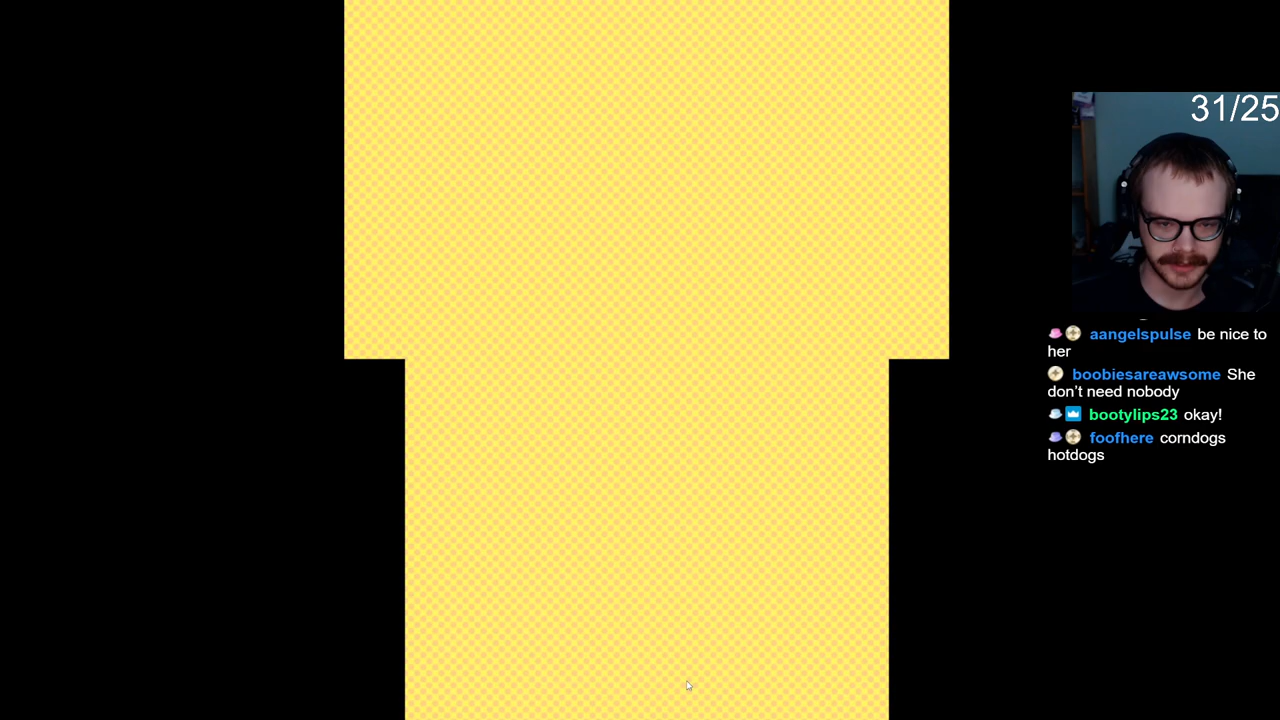 31/25
aangelspulse be nice to
her
boobiesareawsome She
don't need nobody
bootylips23 okay!
foofhere corndogs
hotdogs